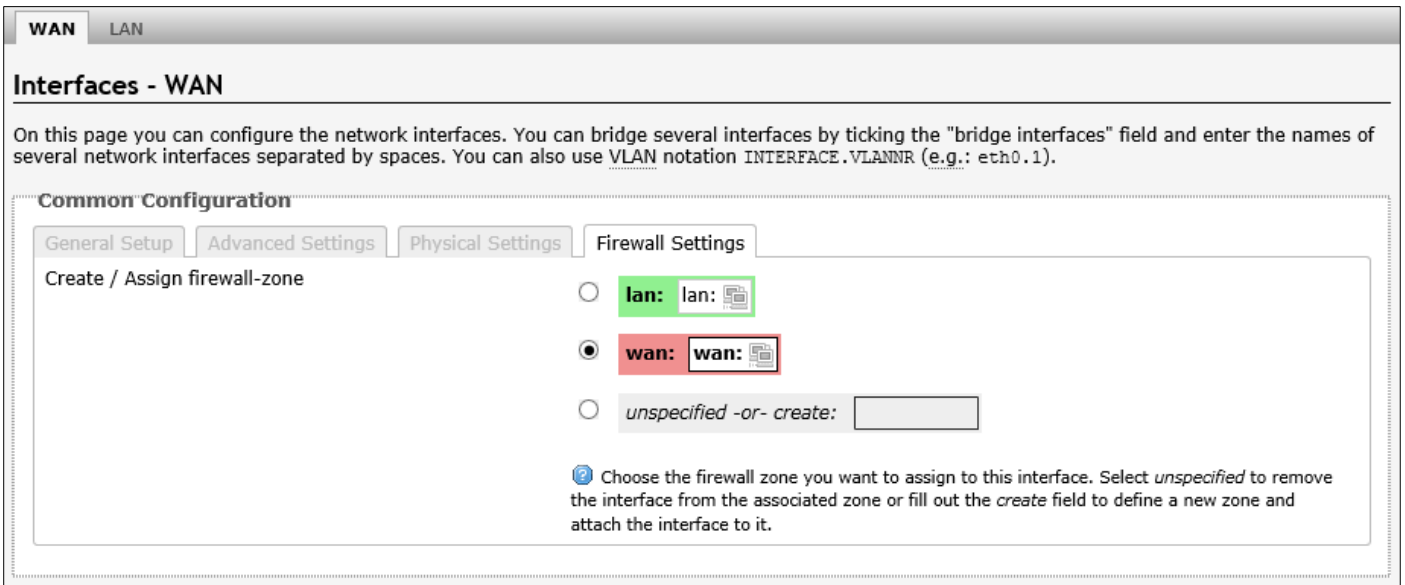 WAN LAN
Interfaces - WAN
On this page you can configure the network interfaces. You can bridge several interfaces by ticking the "bridge interfaces" field and enter the names of
several network interfaces separated by spaces. You can also use VLAN notation INTERFACE.VLANNR (e.g.: eth0.1).
Common Configuration
General Setup Advanced Settings Physical Settings Firewall Settings
Create / Assign firewall-zone
lan: lan:
wan: wan:
unspecified -or- create:
Choose the firewall zone you want to assign to this interface. Select unspecified to remove
the interface from the associated zone or fill out the create field to define a new zone and
attach the interface to it.